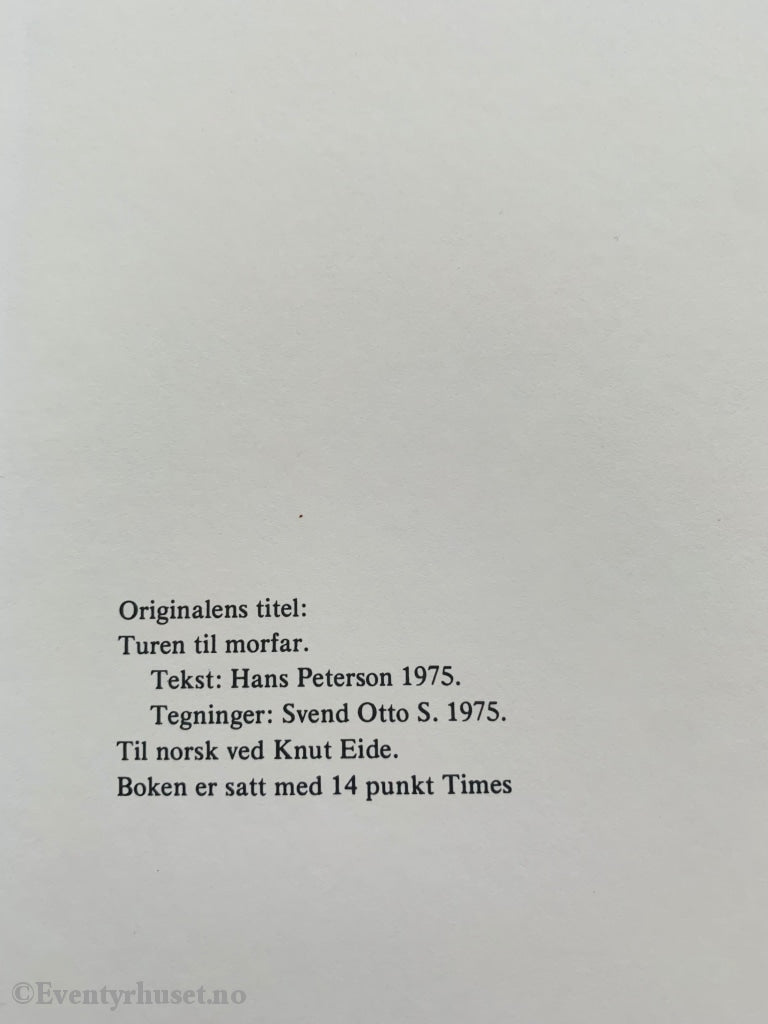 Originalens titel:
Turen til morfar.
Tekst: Hans Peterson 1975.
Tegninger: Svend Otto S. 1975.
Til norsk ved Knut Eide.
Boken er satt med 14 punkt Times
©Eventyrhuset.no